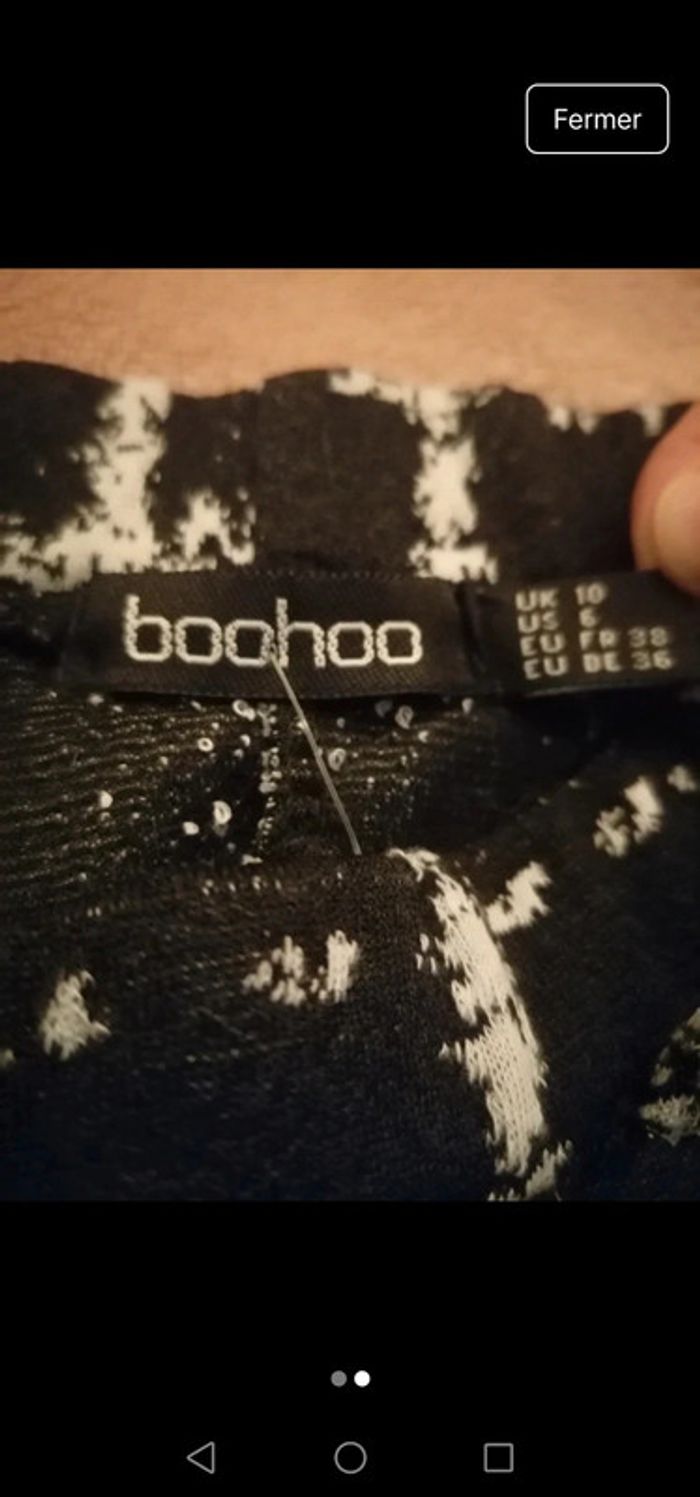 Fermer
boohoo
UK 10
US 6
EU FR 38
EU DE 36